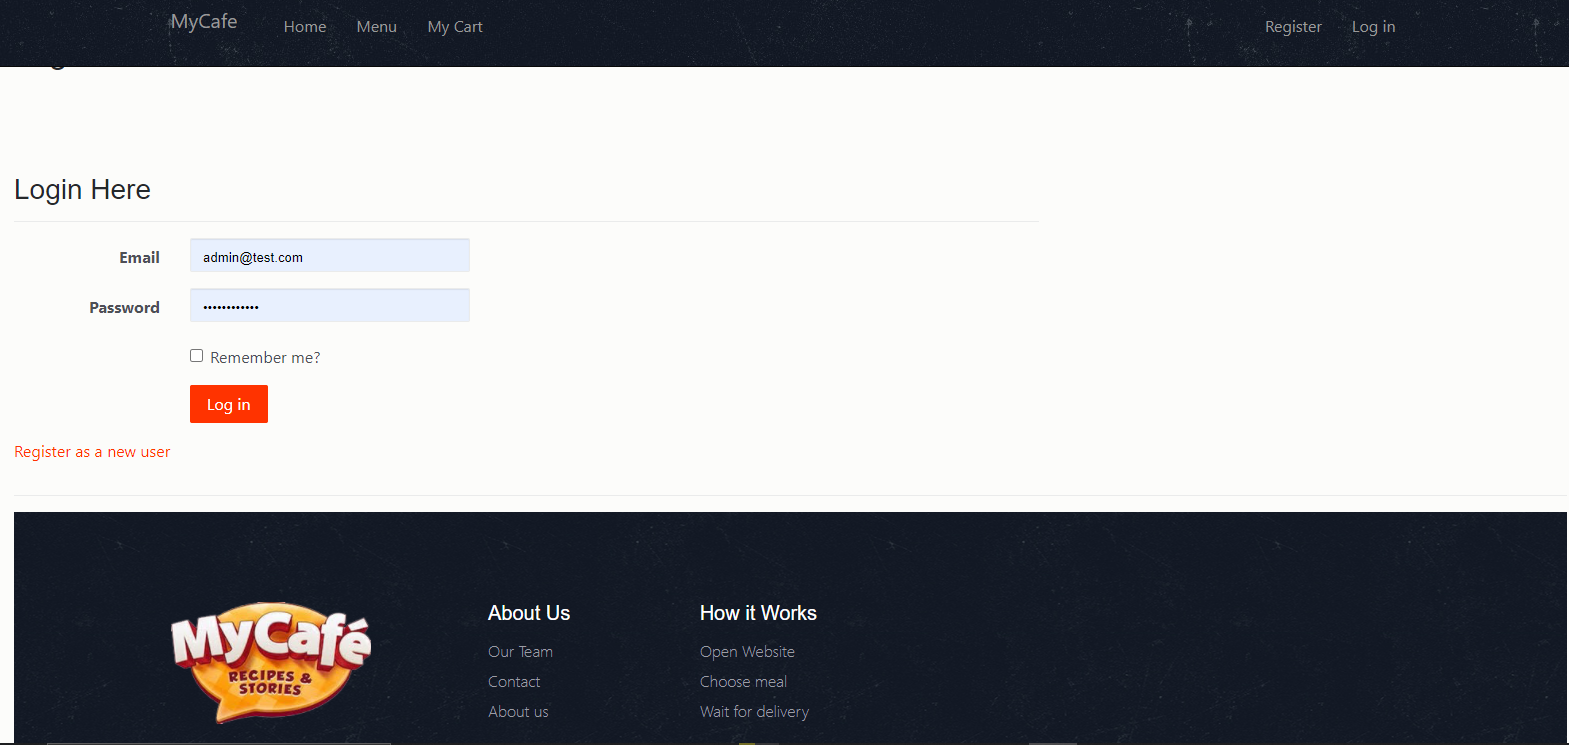 MyCafe Home Menu My Cart Register Log in
Login Here
Email admin@test.com
Password ••••••••••••
Remember me?
Log in
Register as a new user
MyCafé
RECIPES &
STORIES
About Us
Our Team
Contact
About us
How it Works
Open Website
Choose meal
Wait for delivery